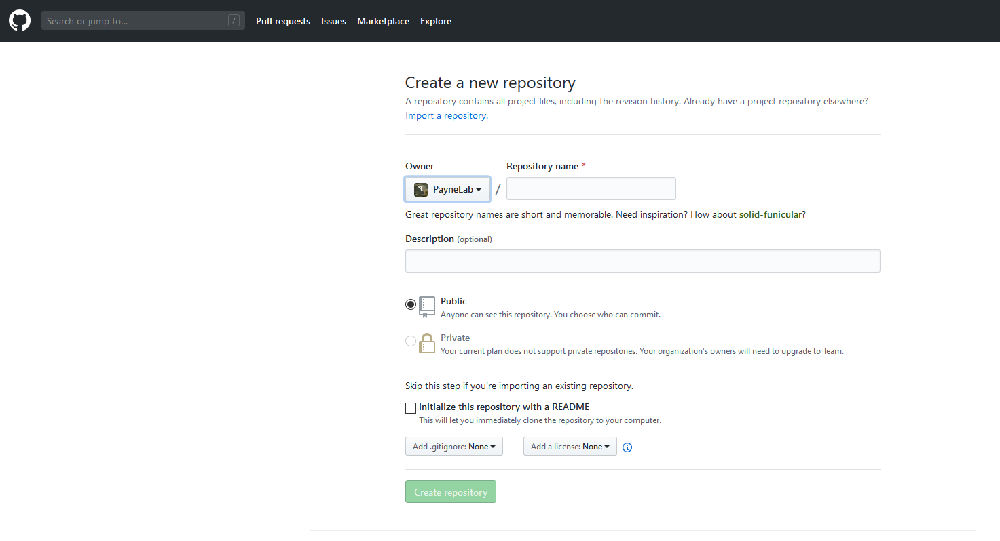 Search or jump to... /
Pull requests Issues Marketplace Explore
Create a new repository
A repository contains all project files, including the revision history. Already have a project repository elsewhere?
Import a repository.
Owner
Repository name *
PayneLab /
Great repository names are short and memorable. Need inspiration? How about solid-funicular?
Description (optional)
Public
Anyone can see this repository. You choose who can commit.
Private
Your current plan does not support private repositories. Your organization's owners will need to upgrade to Team.
Skip this step if you're importing an existing repository.
Initialize this repository with a README
This will let you immediately clone the repository to your computer.
Add .gitignore: None
Add a license: None
Create repository